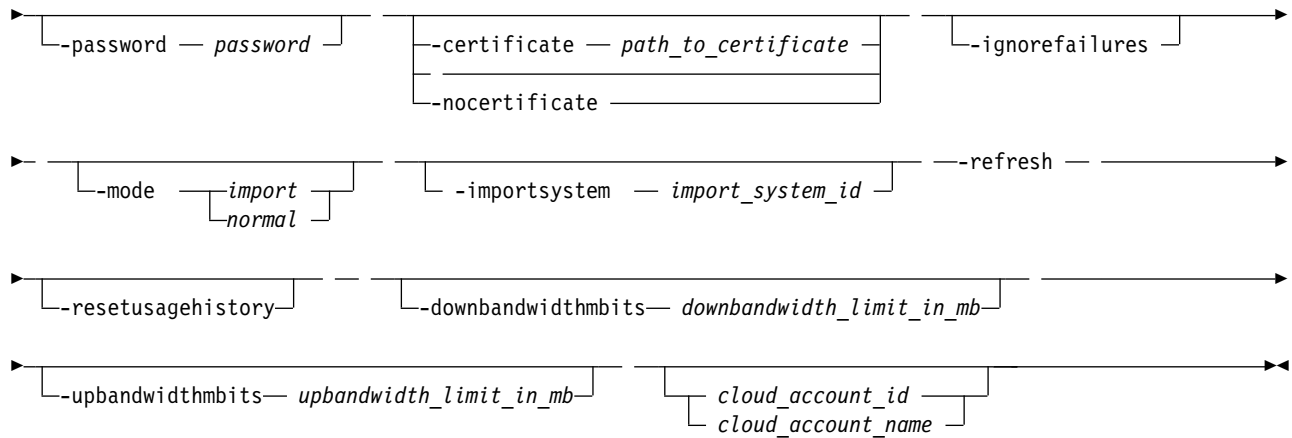 -password password
-certificate path_to_certificate
-nocertificate
-ignorefailures
-mode import
normal
-importsystem import_system_id
-refresh
-resetusagehistory
-downbandwidthmbits downbandwidth_limit_in_mb
-upbandwidthmbits upbandwidth_limit_in_mb
cloud_account_id
cloud_account_name